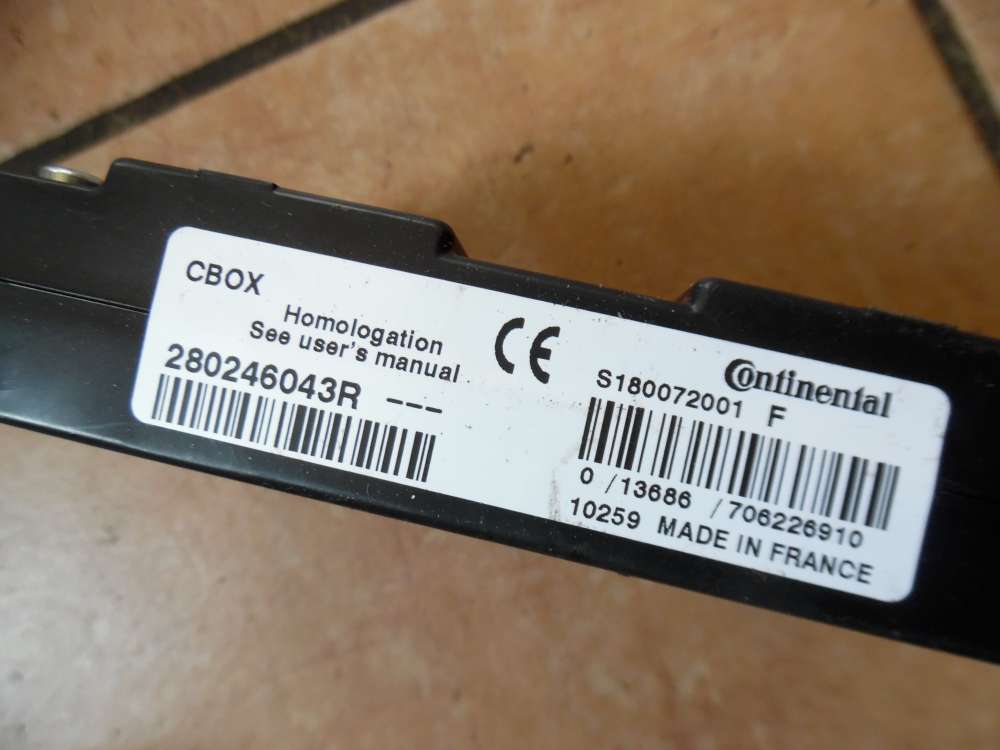 CBOX
Homologation
See user's manual
280246043R ---
CE
Continental
S180072001 F
0 /13686 /706226910
10259 MADE IN FRANCE